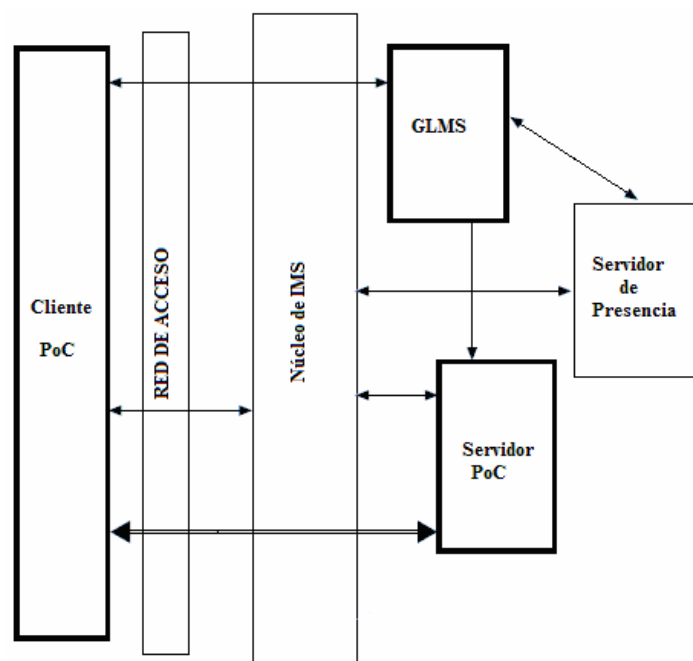 GLMS
Cliente
PoC
RED DE ACCESO
Núcleo de IMS
Servidor
de
Presencia
Servidor
PoC